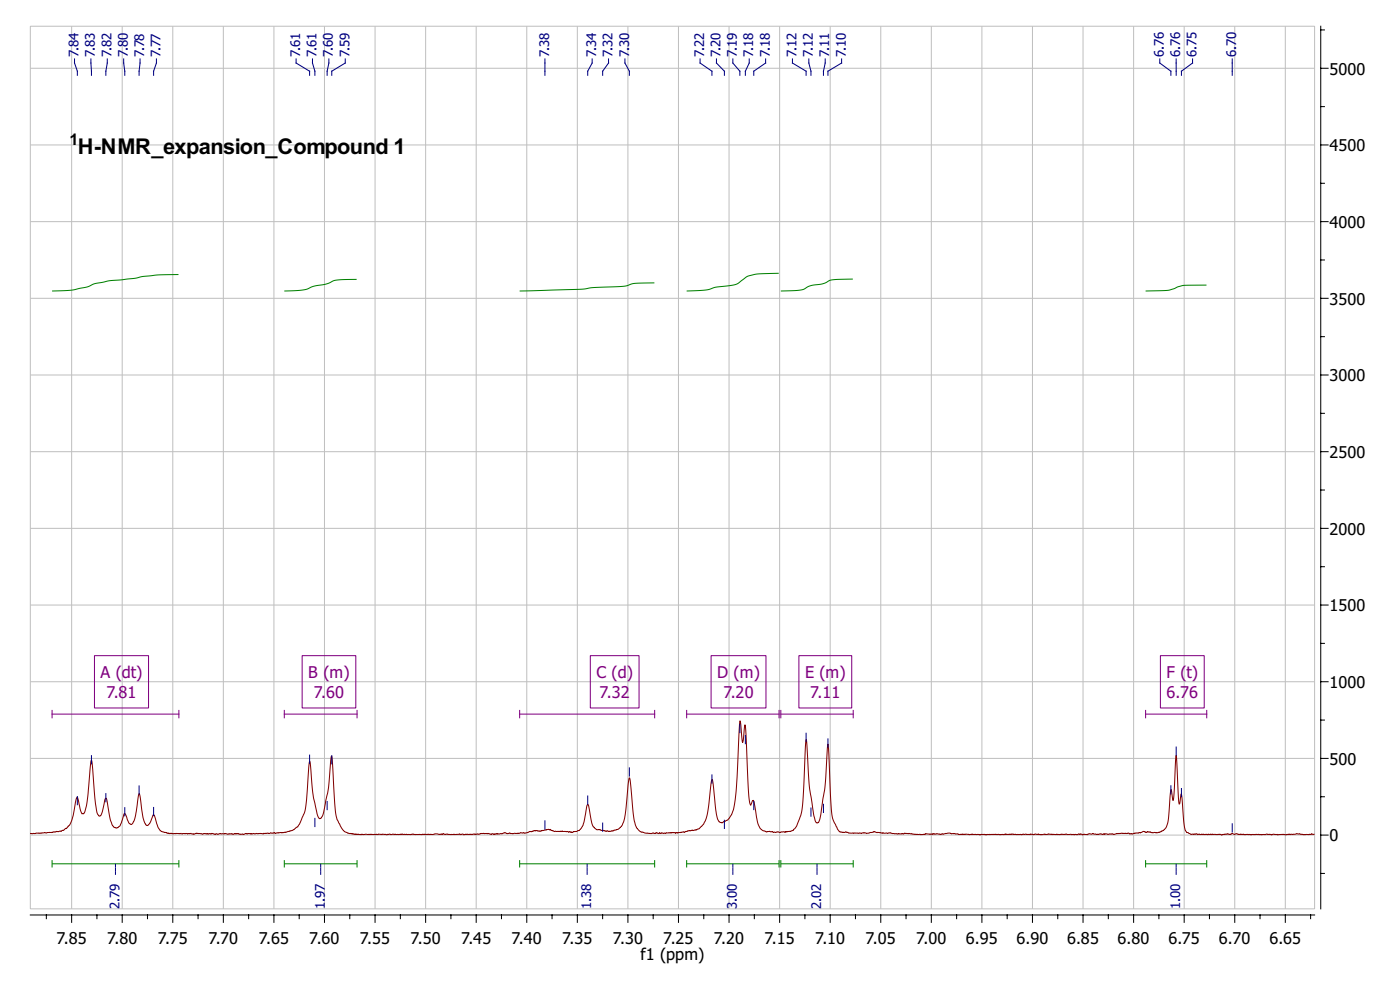 7.84 7.83 7.82 7.80 7.78 7.77 7.61 7.61 7.60 7.59 7.38 7.34 7.32 7.30 7.22 7.20 7.19 7.18 7.18 7.12 7.12 7.11 7.10 6.76 6.76 6.75 6.70
1H-NMR_expansion_Compound 1
5000
4500
4000
3500
3000
2500
2000
1500
1000
500
0
A (dt)
7.81
B (m)
7.60
C (d)
7.32
D (m)
7.20
E (m)
7.11
F (t)
6.76
2.79 1.97 1.38 3.00 2.02 1.00
7.85 7.80 7.75 7.70 7.65 7.60 7.55 7.50 7.45 7.40 7.35 7.30 7.25 7.20 7.15 7.10 7.05 7.00 6.95 6.90 6.85 6.80 6.75 6.70 6.65
f1 (ppm)